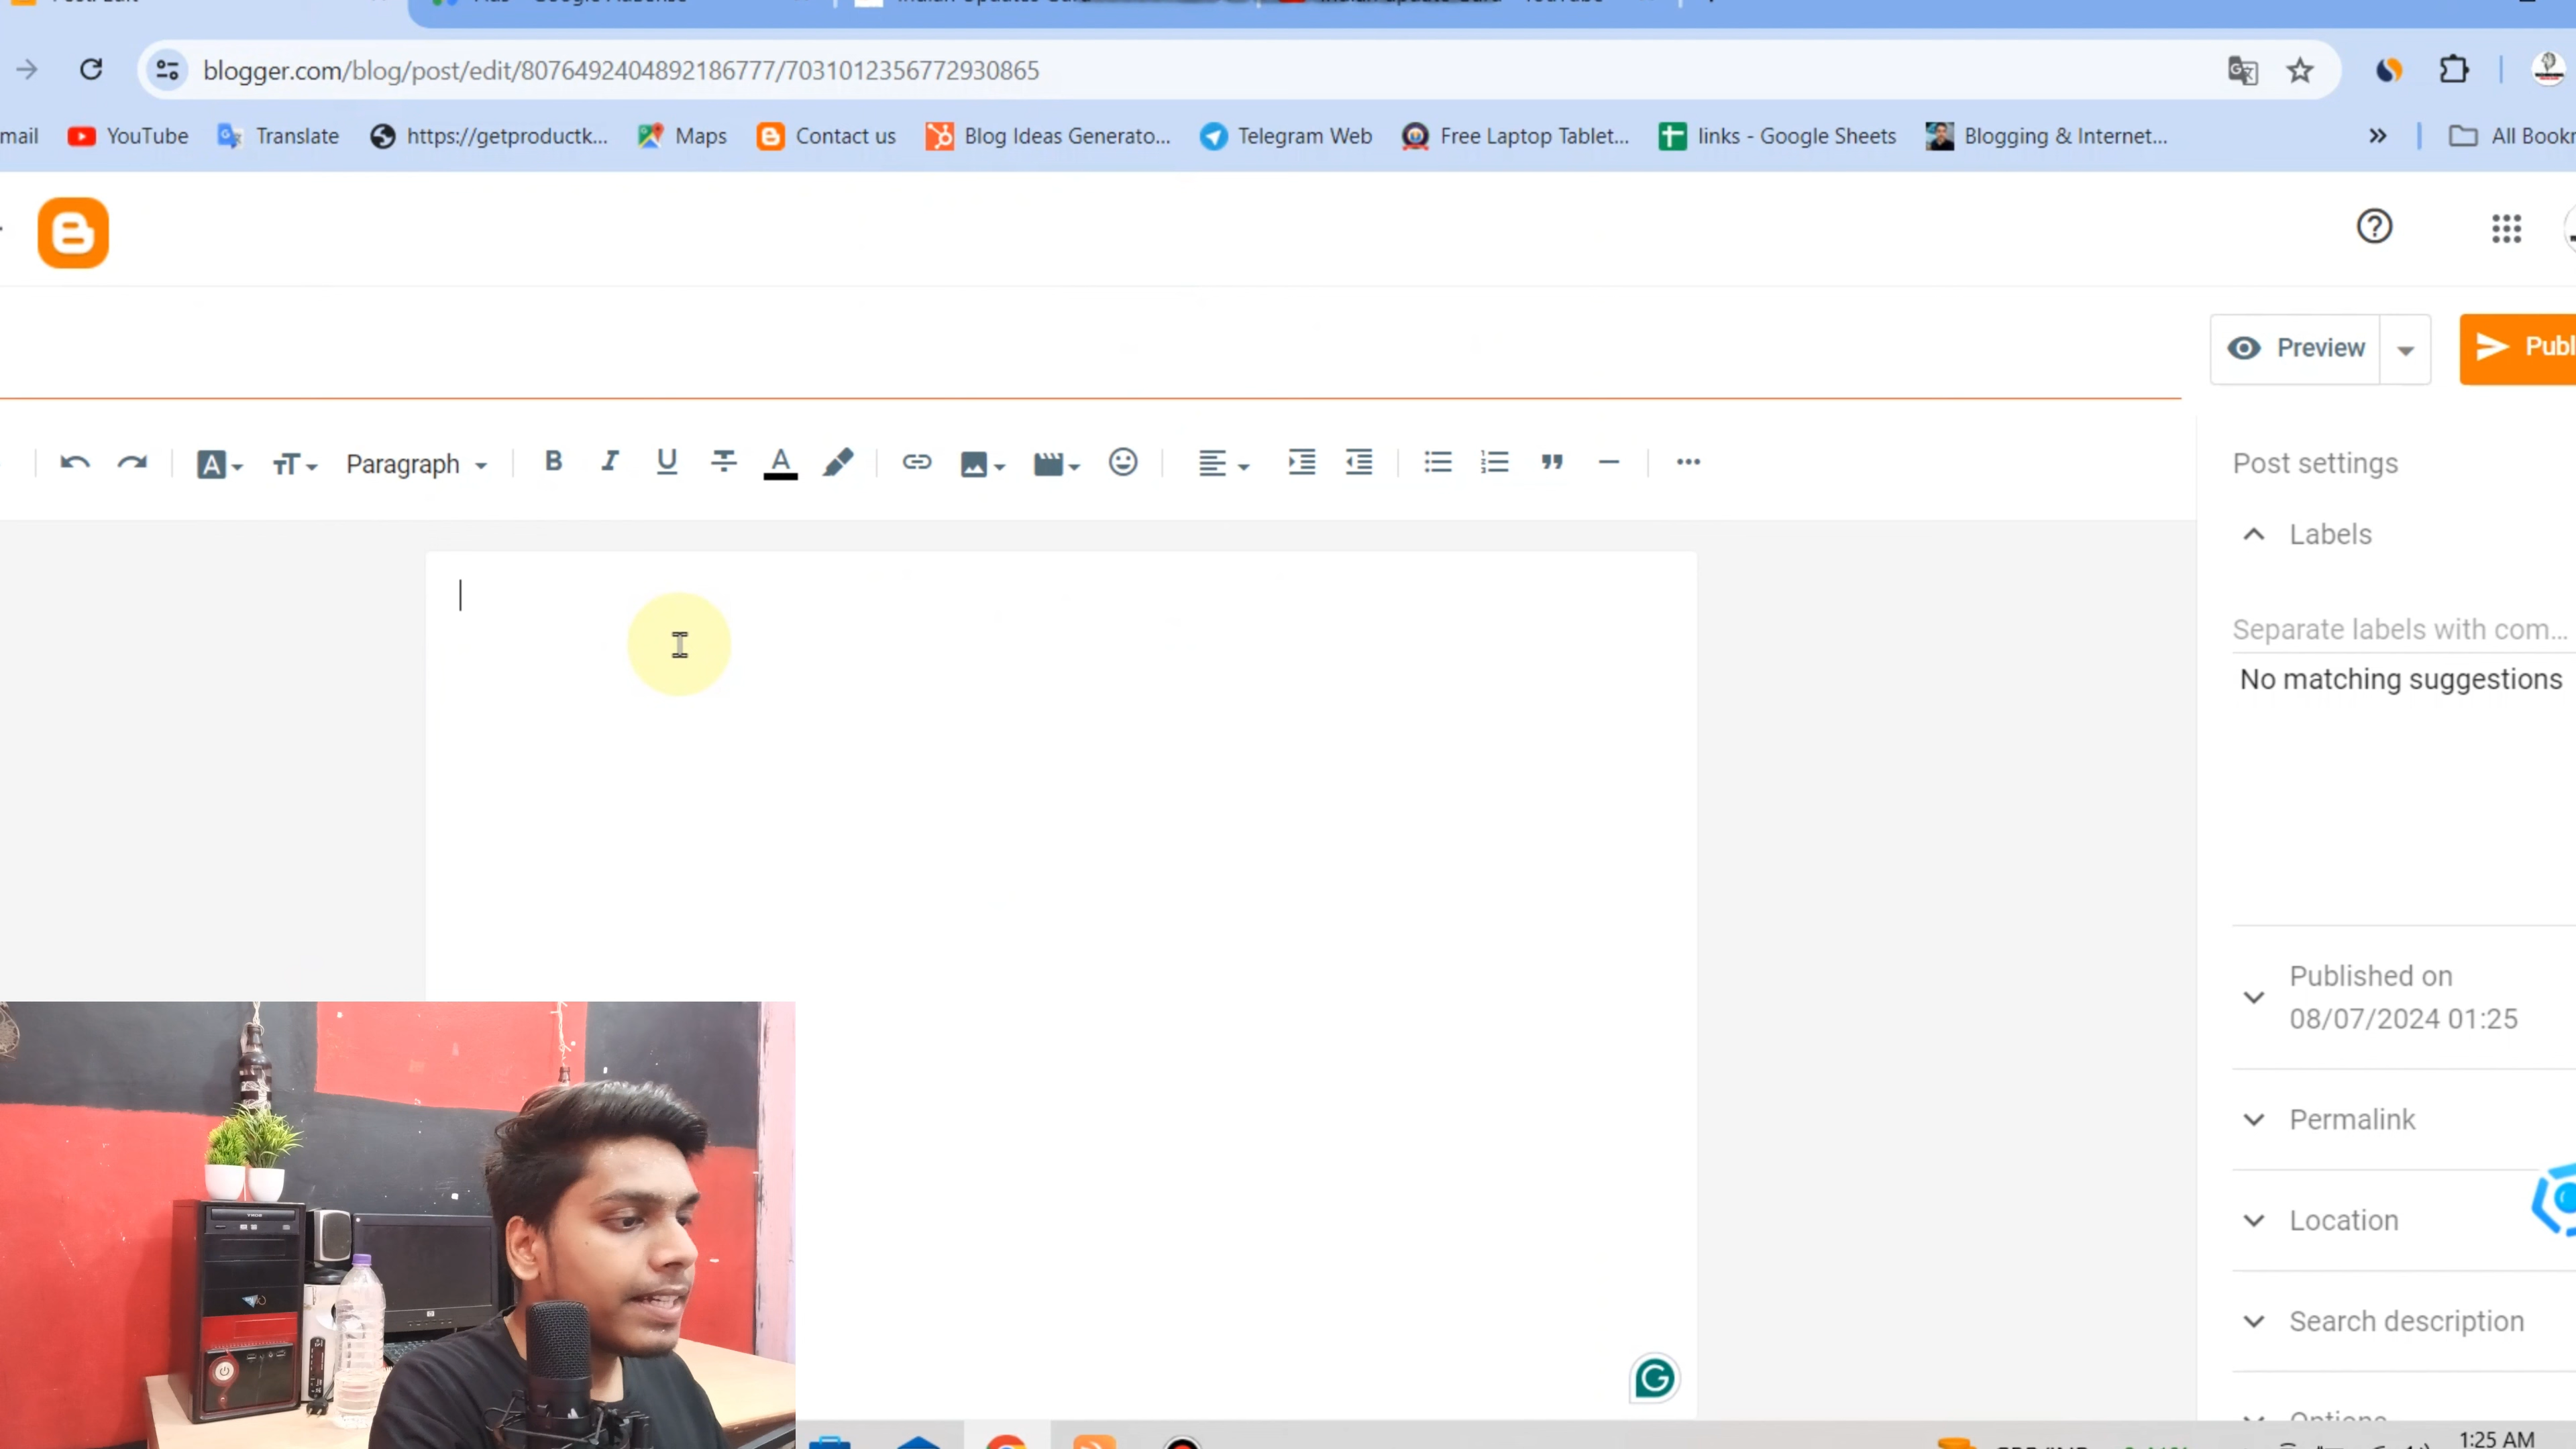 blogger.com/blog/post/edit/8076492404892186777/7031012356772930865
mail YouTube Translate https://getproductk... Maps Contact us Blog Ideas Generato... Telegram Web Free Laptop Tablet... links - Google Sheets Blogging & Internet... » All Bookr
Preview Publ
Paragraph B I U A
Post settings
Labels
Separate labels with com...
No matching suggestions
Published on
08/07/2024 01:25
Permalink
Location
Search description
Options
1:25 AM